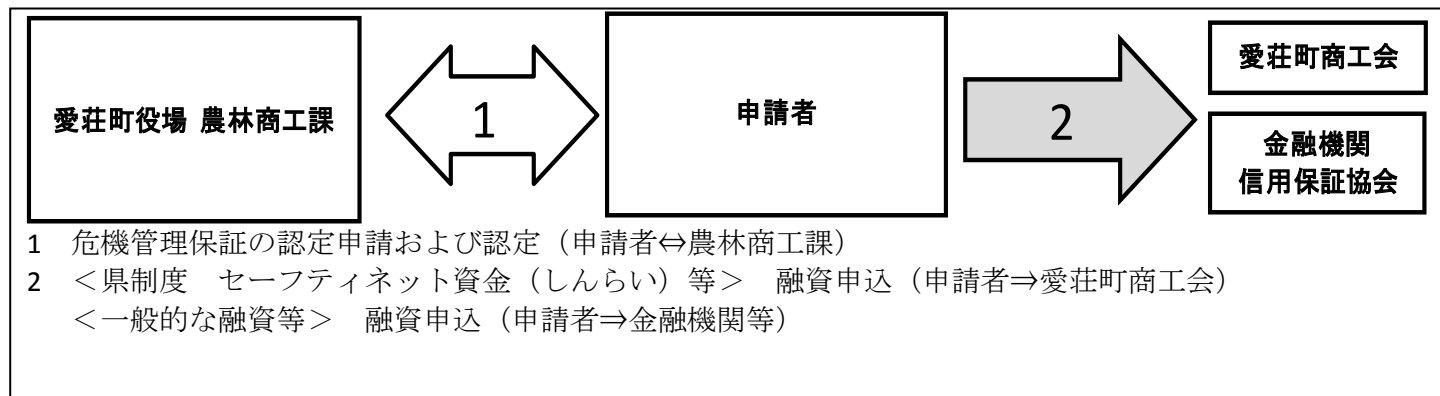 愛荘町役場 農林商工課
1
申請者
2
愛荘町商工会
金融機関
信用保証協会
1 危機管理保証の認定申請および認定（申請者⇔農林商工課）
2 ＜県制度 セーフティネット資金（しんらい）等＞ 融資申込（申請者⇒愛荘町商工会）
＜一般的な融資等＞ 融資申込（申請者⇒金融機関等）